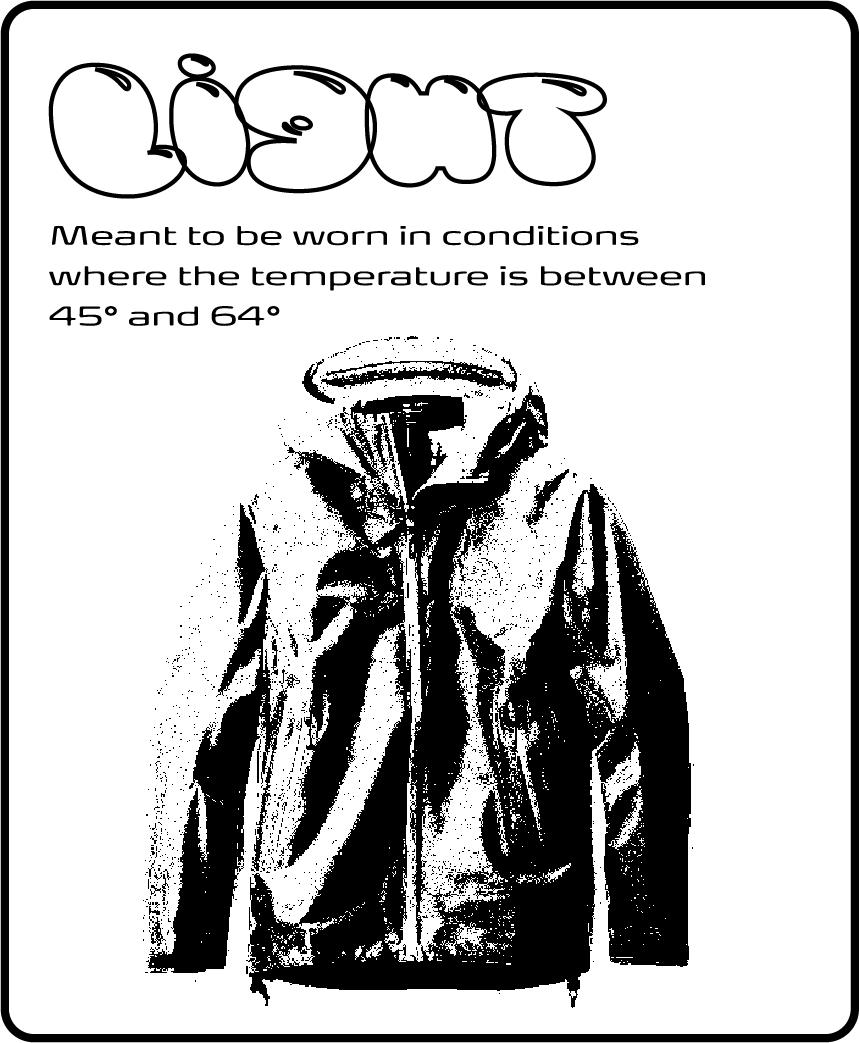 LiGHT
Meant to be worn in conditions
where the temperature is between
45° and 64°